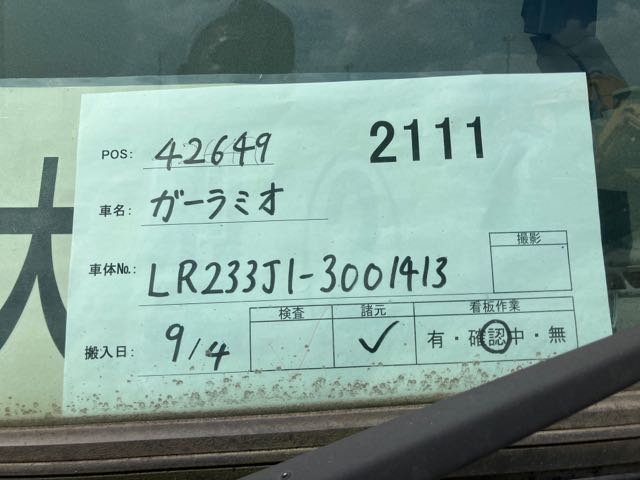 POS: 42649 2111
車名: ガーラミオ
撮影
車体No.: LR233J1-3001413
検査 諸元 看板作業
搬入日: 9/4 ✓ 有・確認中・無
大